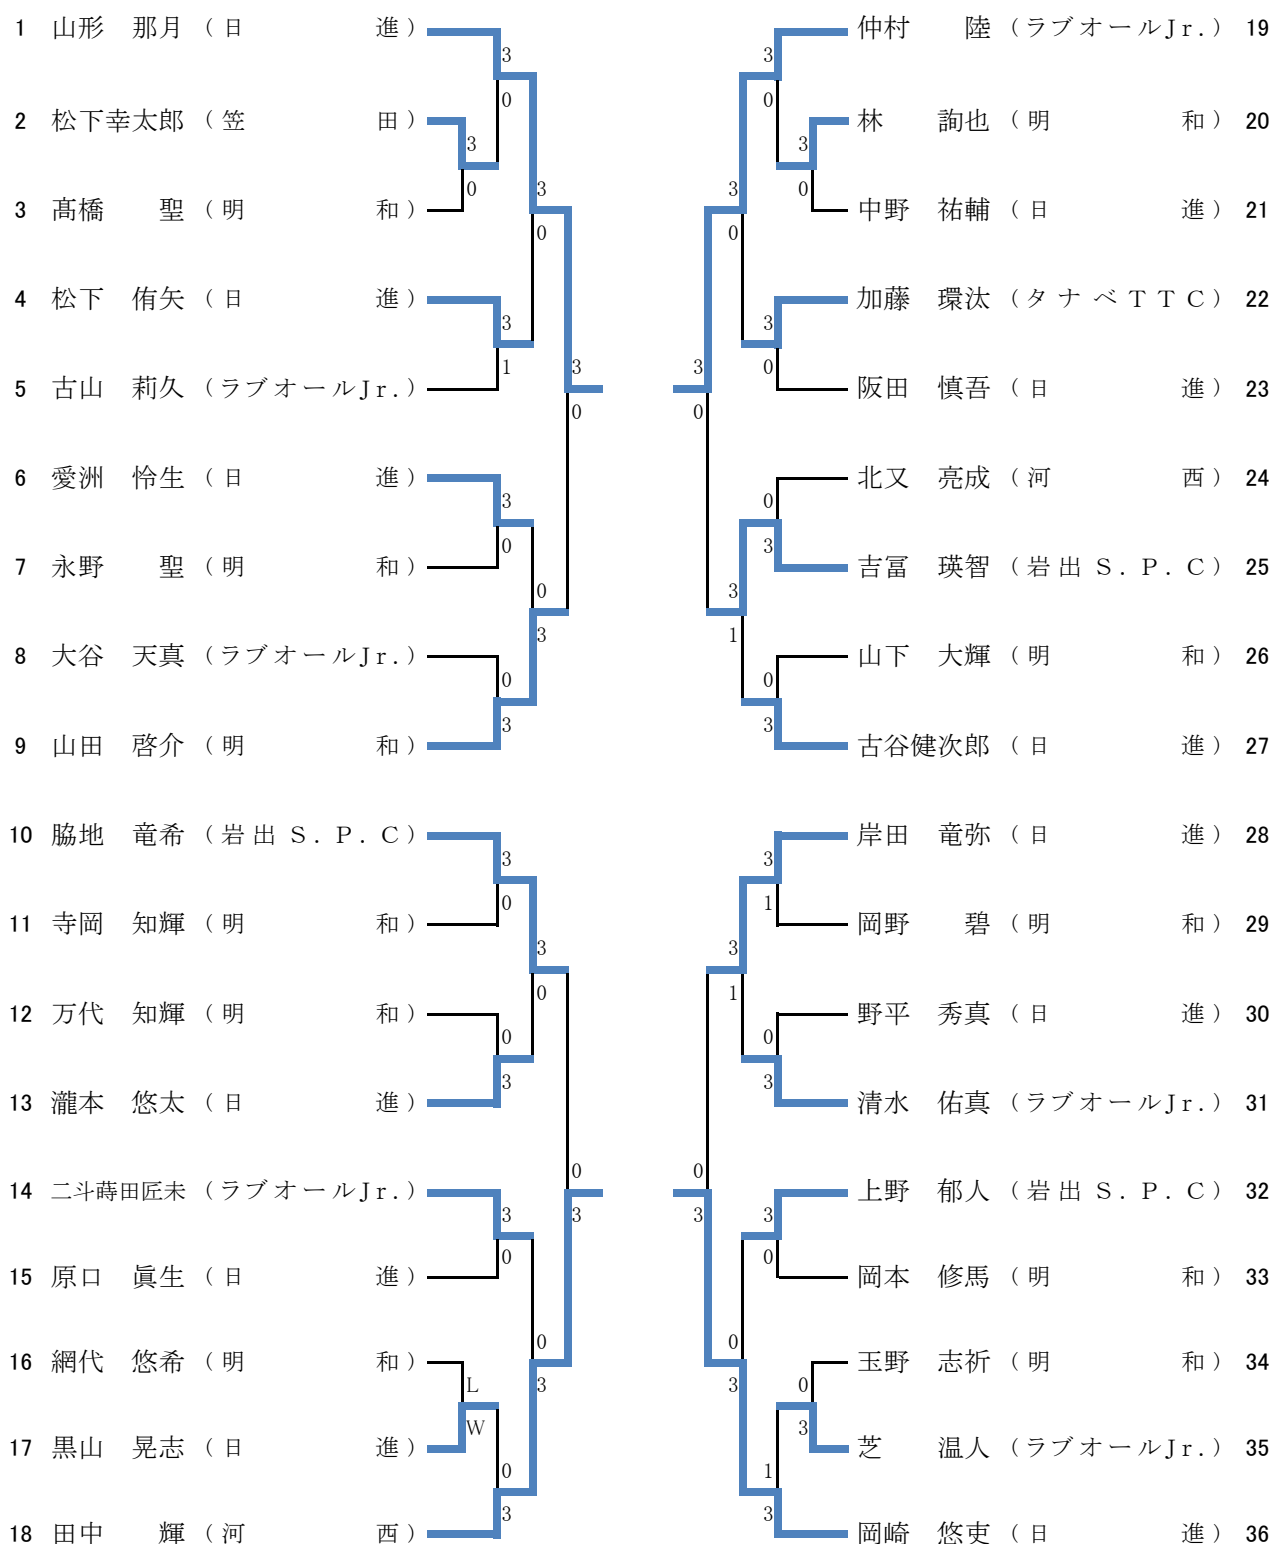 1 山形 那月 （日 進）
3
0
2 松下幸太郎 （笠 田）
3
0
3 髙橋 聖 （明 和）
3
0
4 松下 侑矢 （日 進）
3
1
5 古山 莉久 （ラブオールJr.）
3
0
6 愛洲 怜生 （日 進）
3
0
7 永野 聖 （明 和）
0
3
8 大谷 天真 （ラブオールJr.）
0
3
9 山田 啓介 （明 和）
10 脇地 竜希 （岩出S.P.C）
3
0
11 寺岡 知輝 （明 和）
3
0
12 万代 知輝 （明 和）
0
3
13 瀧本 悠太 （日 進）
0
3
14 二斗蒔田匠未 （ラブオールJr.）
3
0
15 原口 眞生 （日 進）
0
3
16 網代 悠希 （明 和）
L
W
17 黒山 晃志 （日 進）
0
3
18 田中 輝 （河 西）
仲村 陸 （ラブオールJr.） 19
3
0
林 詢也 （明 和） 20
3
0
中野 祐輔 （日 進） 21
3
0
加藤 環汰 （タナベTTC） 22
3
0
阪田 慎吾 （日 進） 23
3
0
北又 亮成 （河 西） 24
0
3
吉冨 瑛智 （岩出S.P.C） 25
3
1
山下 大輝 （明 和） 26
0
3
古谷健次郎 （日 進） 27
岸田 竜弥 （日 進） 28
3
1
岡野 碧 （明 和） 29
3
1
野平 秀真 （日 進） 30
0
3
清水 佑真 （ラブオールJr.） 31
0
3
上野 郁人 （岩出S.P.C） 32
3
0
岡本 修馬 （明 和） 33
0
3
玉野 志祈 （明 和） 34
0
3
芝 温人 （ラブオールJr.） 35
1
3
岡崎 悠吏 （日 進） 36